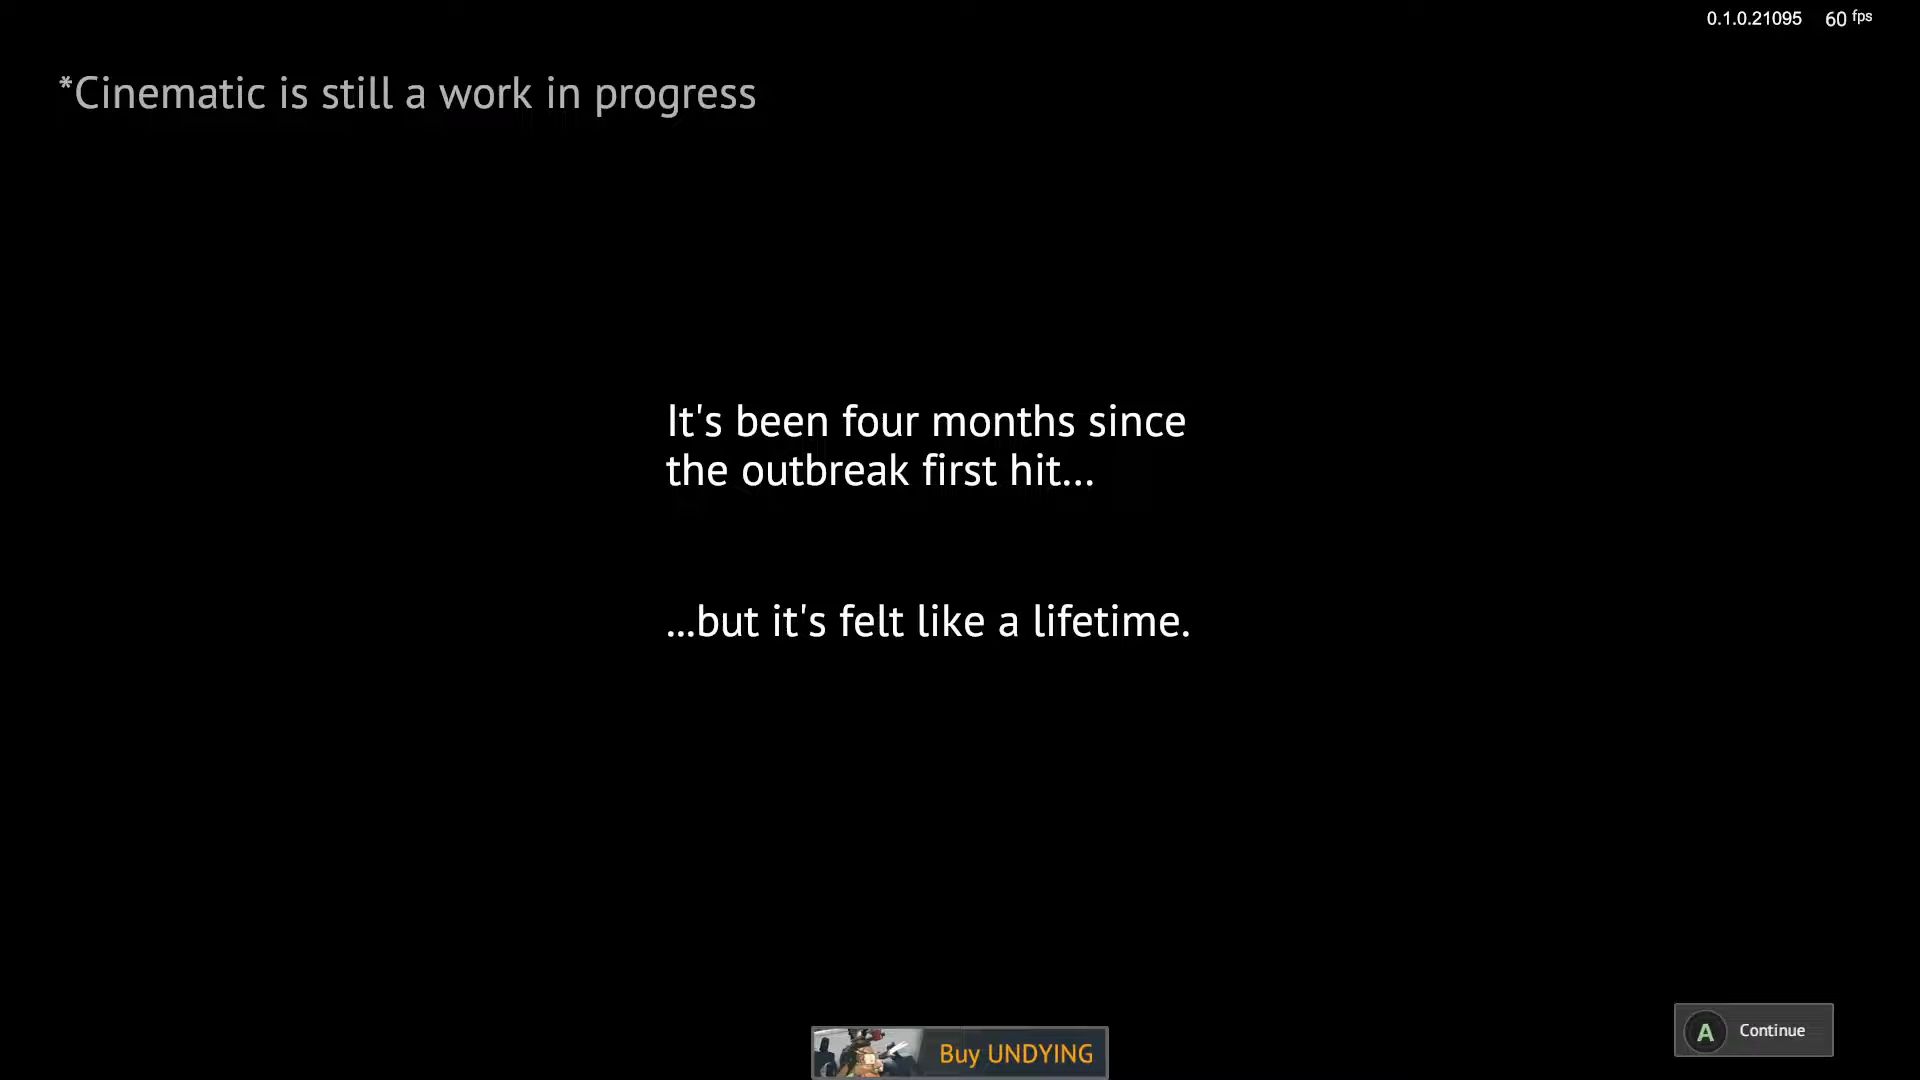 0.1.0.21095 60 fps
*Cinematic is still a work in progress
It's been four months since
the outbreak first hit...
...but it's felt like a lifetime.
A Continue
Buy UNDYING